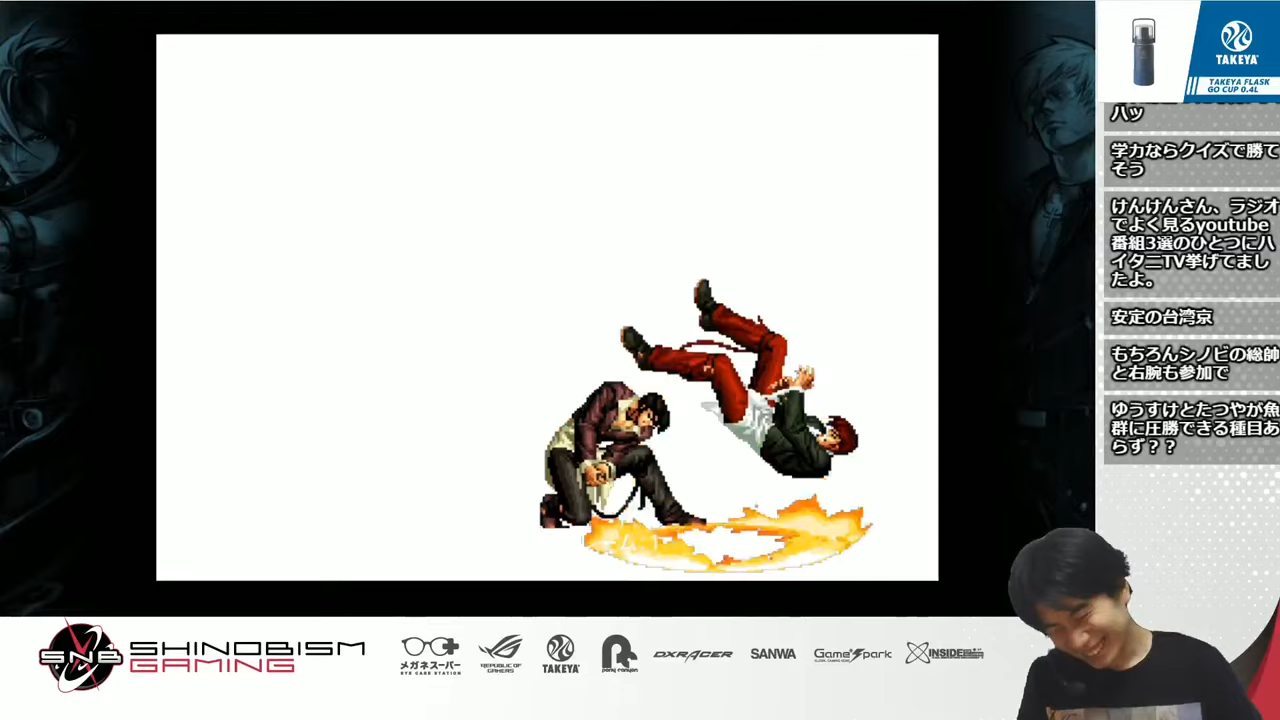 TAKEYA
TAKEYA FLASK
GO CUP 0.4L
ハッ
学力ならクイズで勝て
そう
けんけんさん、ラジオ
でよく見るyoutube
番組3選のひとつにハ
イタニTV挙げてまし
たよ。
安定の台湾京
もちろんシノビの総帥
と右腕も参加で
ゆうすけとたつやが魚
群に圧勝できる種目あ
らず？？
SNB
SHINOBISM
GAMING
メガネスーパー
EYE CARE STATION
REPUBLIC OF
GAMERS
TAKEYA
pony canyon
DXRACER
SANWA
Game*Spark
INSIDE